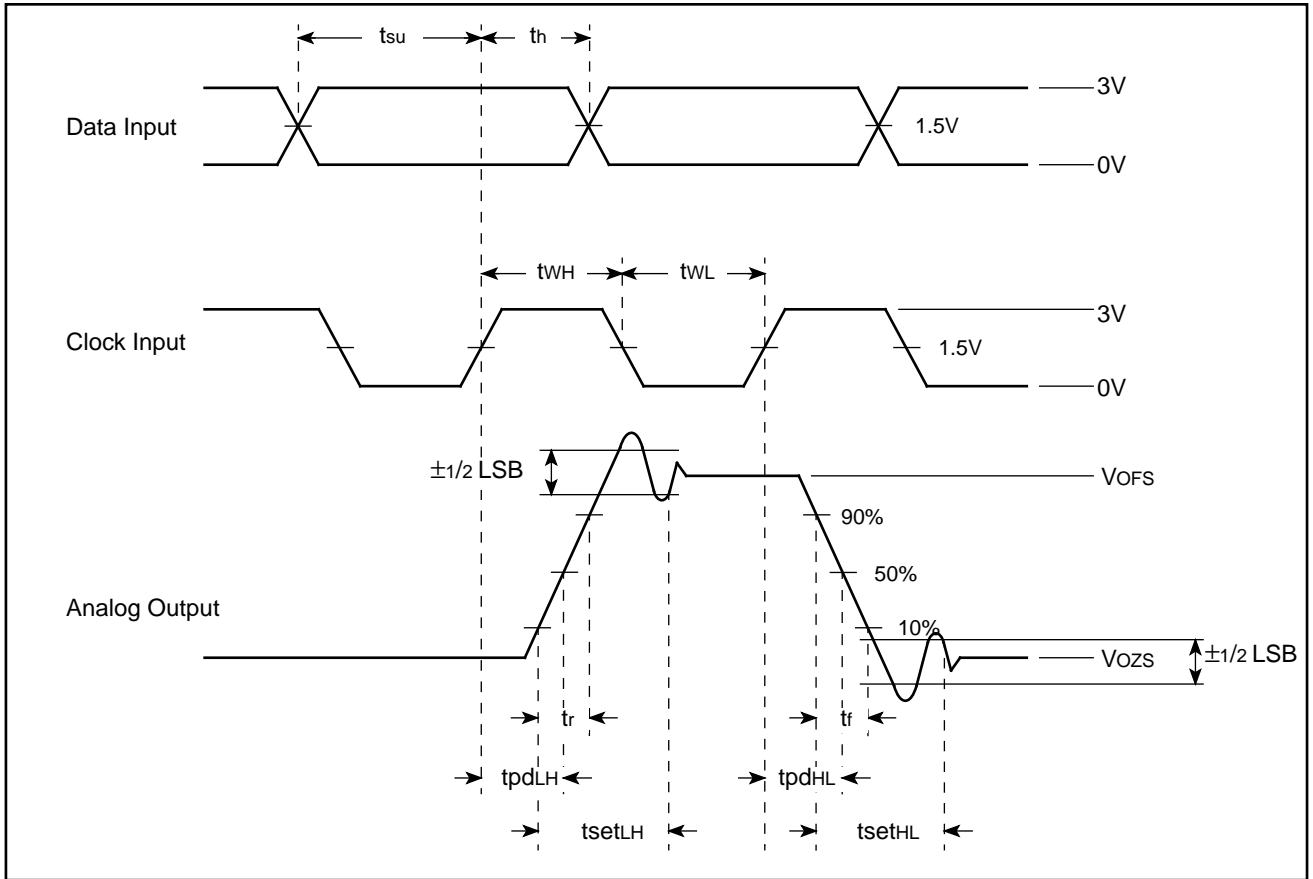 tsu
th
3V
Data Input
1.5V
0V
tWH
tWL
3V
Clock Input
1.5V
0V
±1/2 LSB
VOFS
90%
50%
Analog Output
10%
VOZS
±1/2 LSB
tr
tf
tpdLH
tpdHL
tsetLH
tsetHL